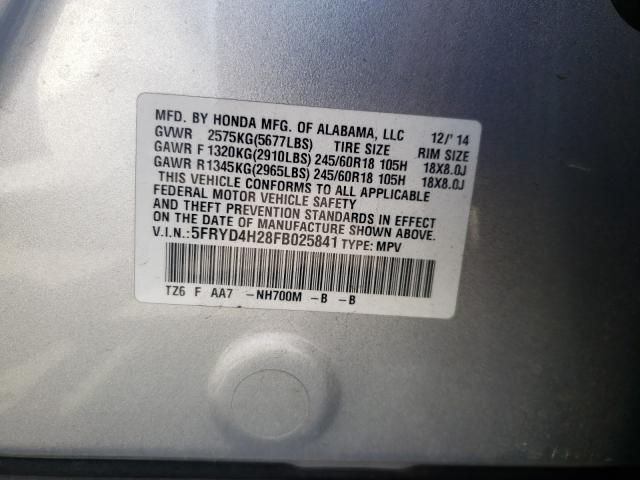 MFD. BY HONDA MFG. OF ALABAMA, LLC 12/'14
GVWR 2575KG(5677LBS) TIRE SIZE RIM SIZE
GAWR F 1320KG(2910LBS) 245/60R18 105H 18X8.0J
GAWR R1345KG(2965LBS) 245/60R18 105H 18X8.0J
THIS VEHICLE CONFORMS TO ALL APPLICABLE
FEDERAL MOTOR VEHICLE SAFETY
AND THEFT PREVENTION STANDARDS IN EFFECT
ON THE DATE OF MANUFACTURE SHOWN ABOVE.
V.I.N.:5FRYD4H28FB025841 TYPE: MPV
TZ6 F AA7 -NH700M -B -B